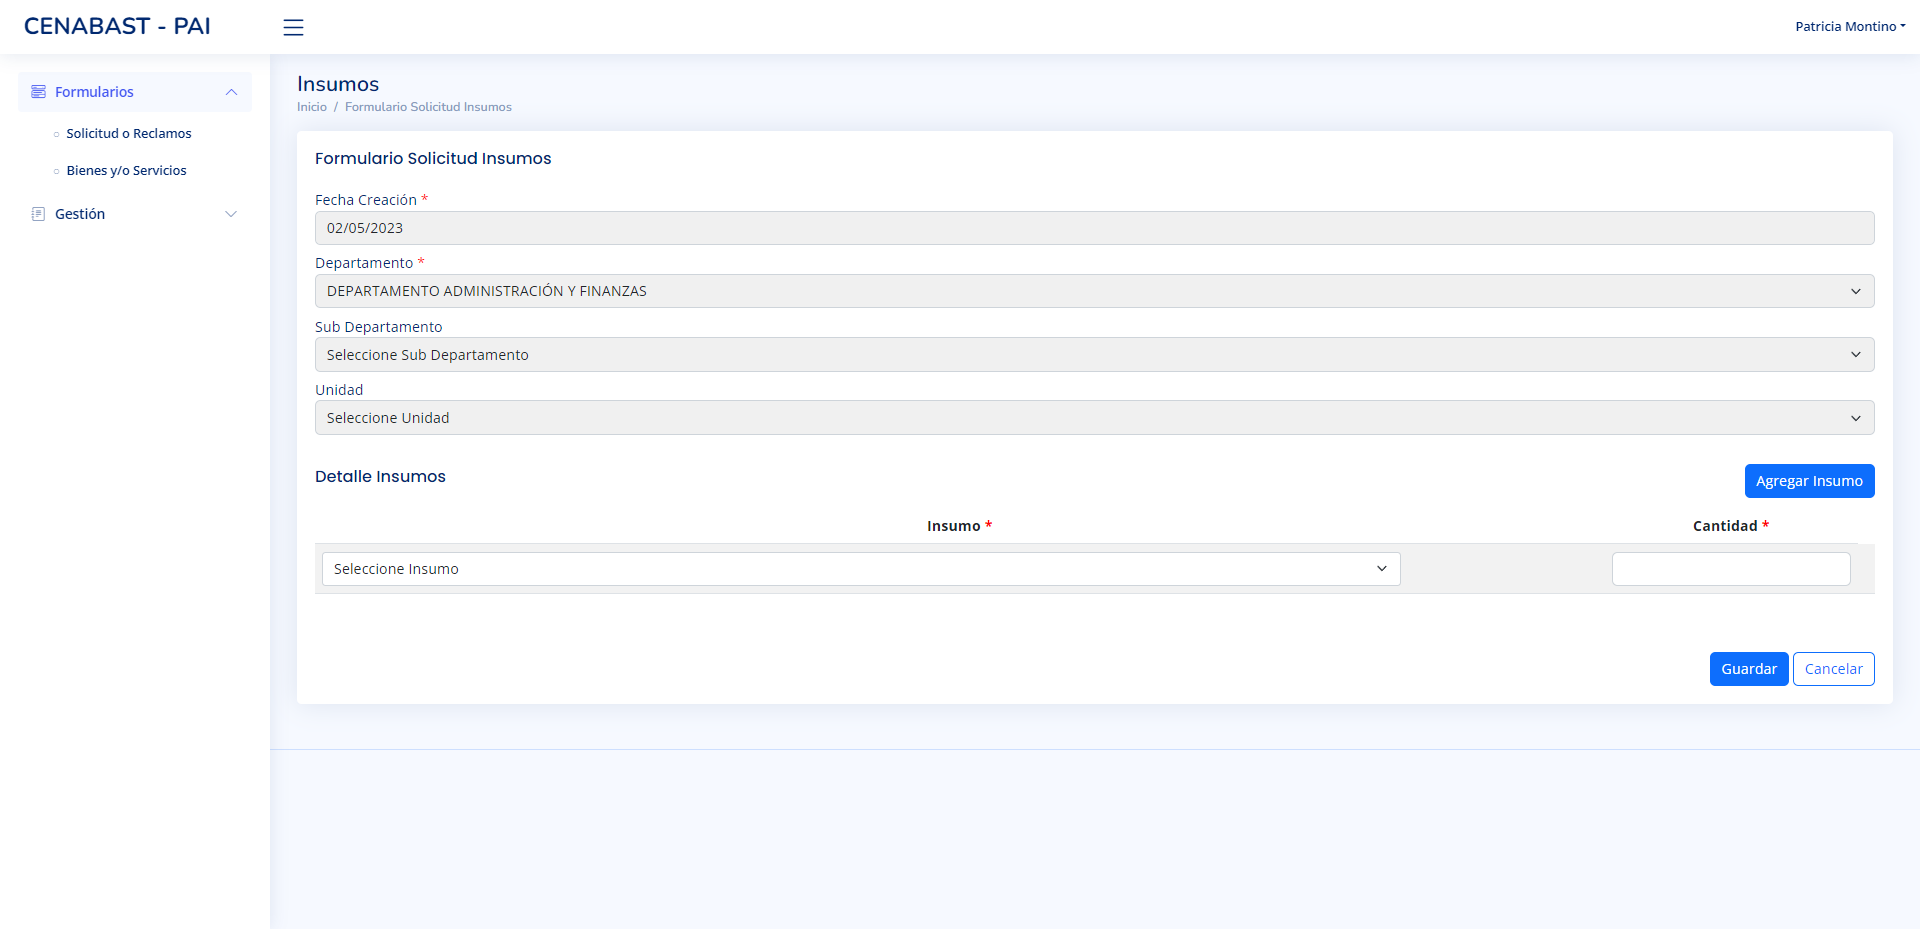 CENABAST - PAI
Patricia Montino
Formularios
Solicitud o Reclamos
Bienes y/o Servicios
Gestión
Insumos
Inicio / Formulario Solicitud Insumos
Formulario Solicitud Insumos
Fecha Creación *
02/05/2023
Departamento *
DEPARTAMENTO ADMINISTRACIÓN Y FINANZAS
Sub Departamento
Seleccione Sub Departamento
Unidad
Seleccione Unidad
Detalle Insumos
Agregar Insumo
Insumo * Cantidad *
Seleccione Insumo
Guardar Cancelar